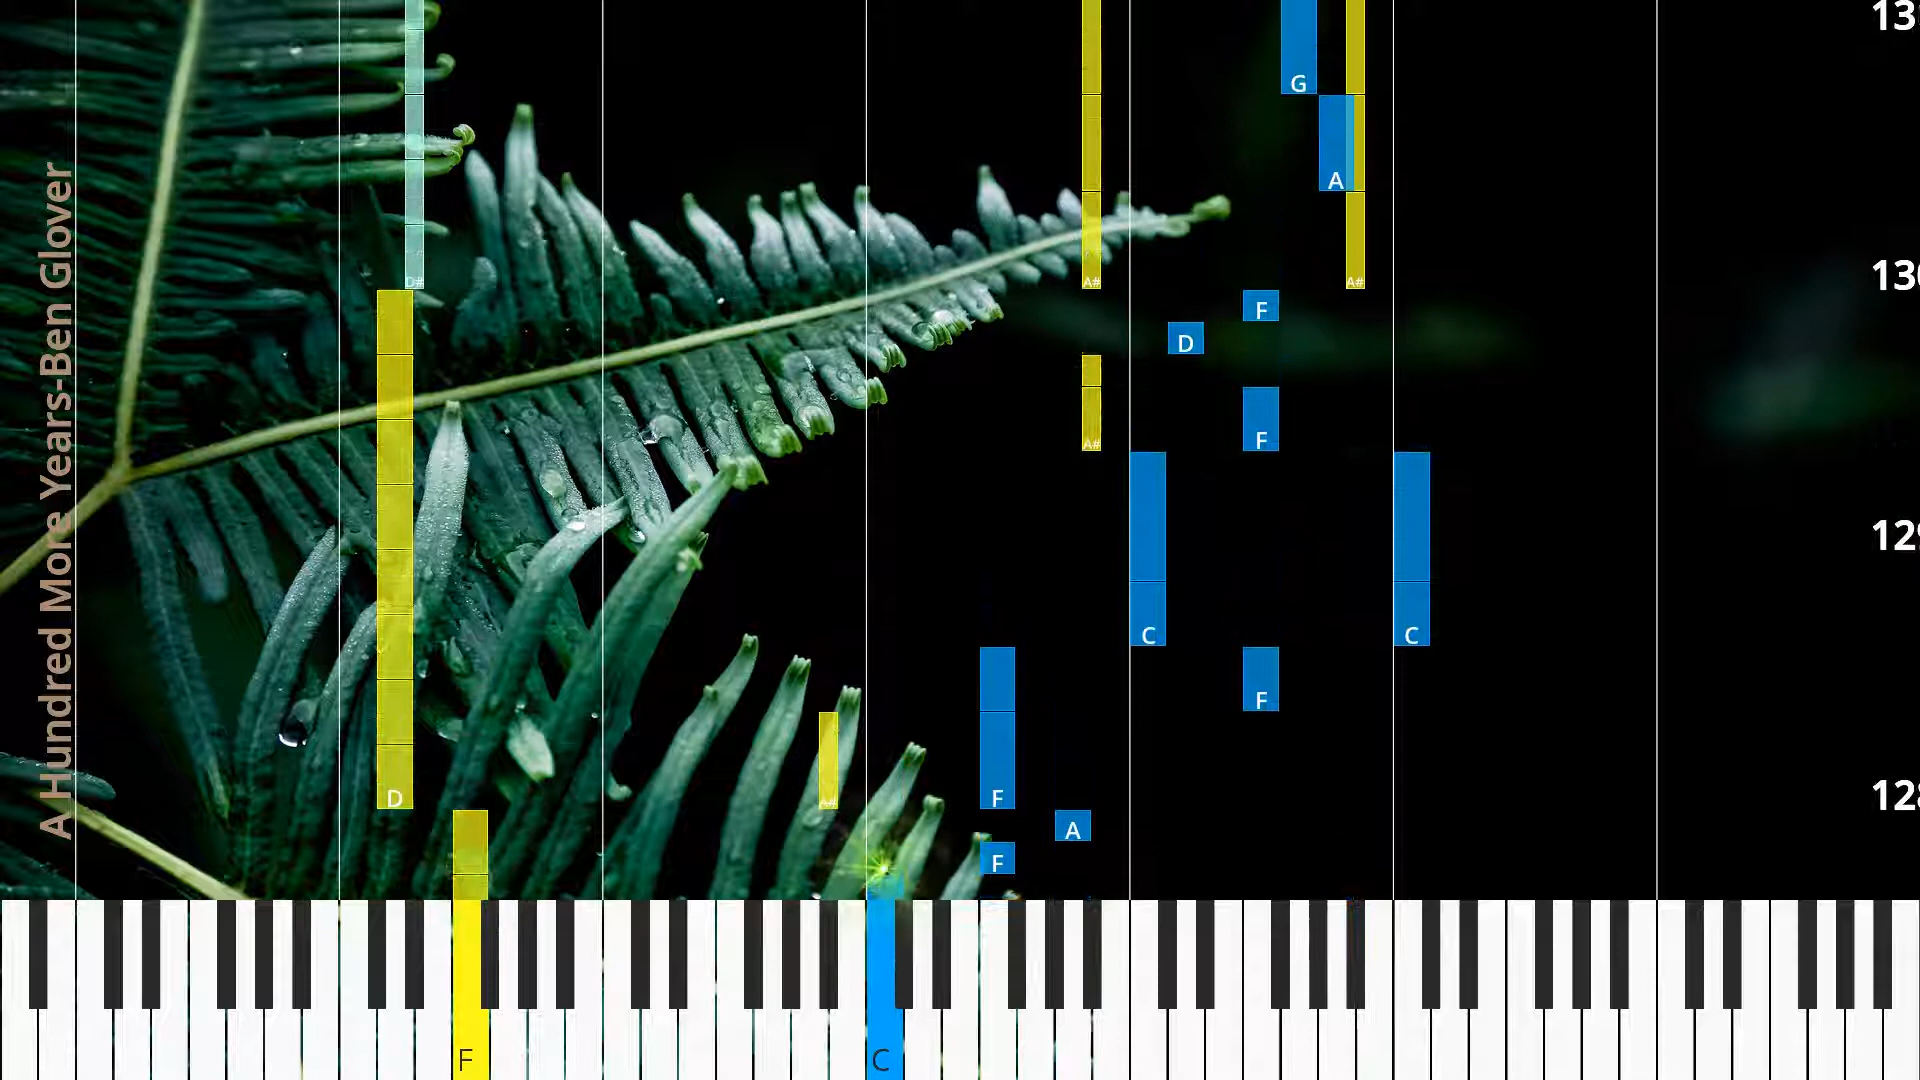 A Hundred More Years-Ben Glover
13
G
A
D#
A#
A#
130
F
D
F
A#
129
C
C
F
128
D
A#
F
A
F
F
C